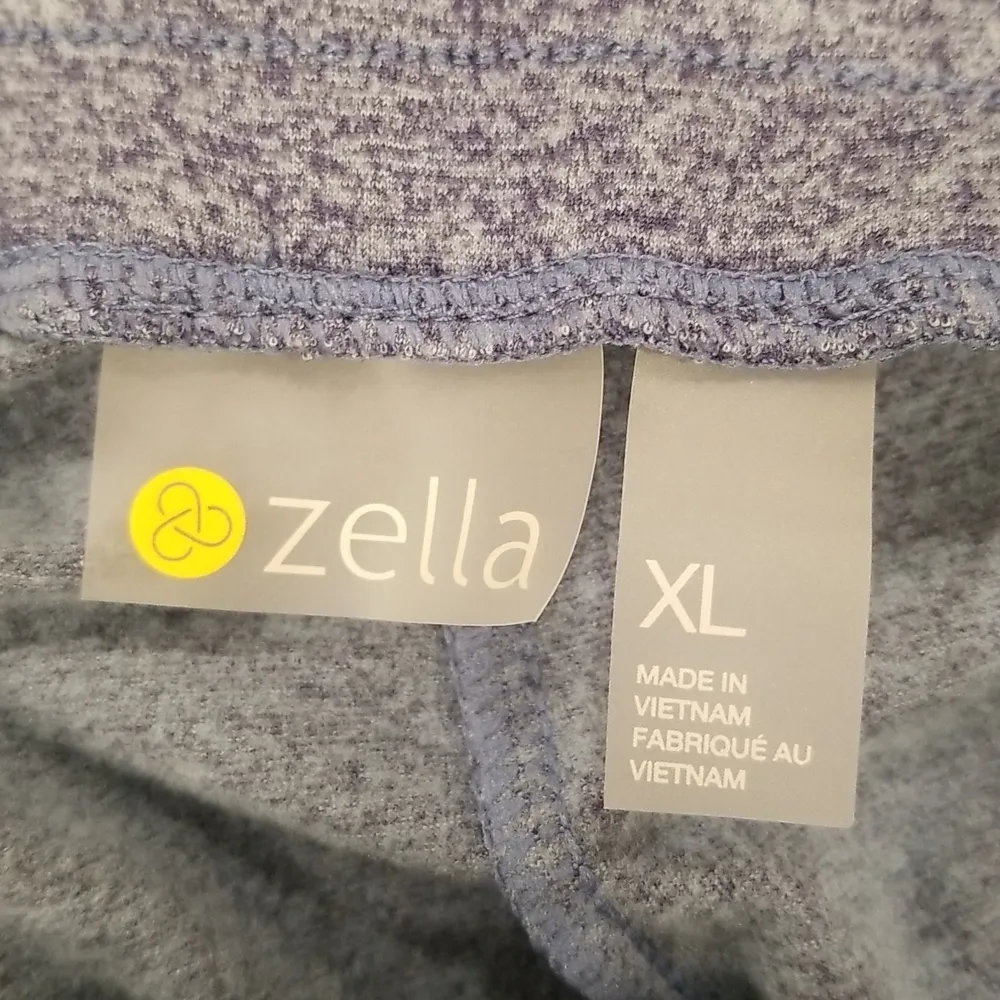 zella
XL
MADE IN
VIETNAM
FABRIQUÉ AU
VIETNAM